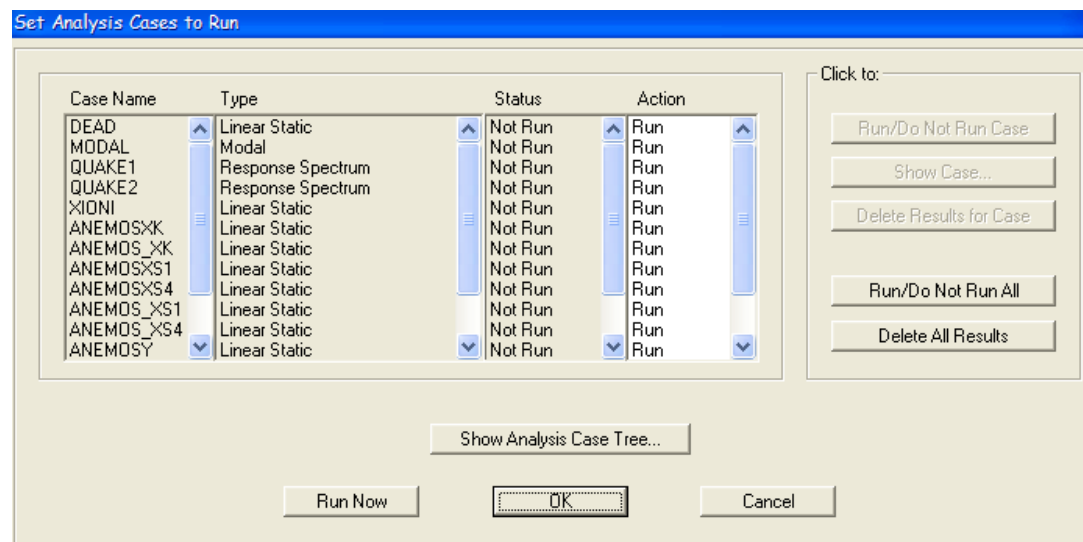 Set Analysis Cases to Run
Click to:
Case Name Type Status Action
DEAD Linear Static Not Run Run
MODAL Modal Not Run Run
QUAKE1 Response Spectrum Not Run Run
QUAKE2 Response Spectrum Not Run Run
XIONI Linear Static Not Run Run
ANEMOSXK Linear Static Not Run Run
ANEMOS_XK Linear Static Not Run Run
ANEMOSXS1 Linear Static Not Run Run
ANEMOSXS4 Linear Static Not Run Run
ANEMOS_XS1 Linear Static Not Run Run
ANEMOS_XS4 Linear Static Not Run Run
ANEMOSY Linear Static Not Run Run
Run/Do Not Run Case
Show Case...
Delete Results for Case
Run/Do Not Run All
Delete All Results
Show Analysis Case Tree...
Run Now OK Cancel